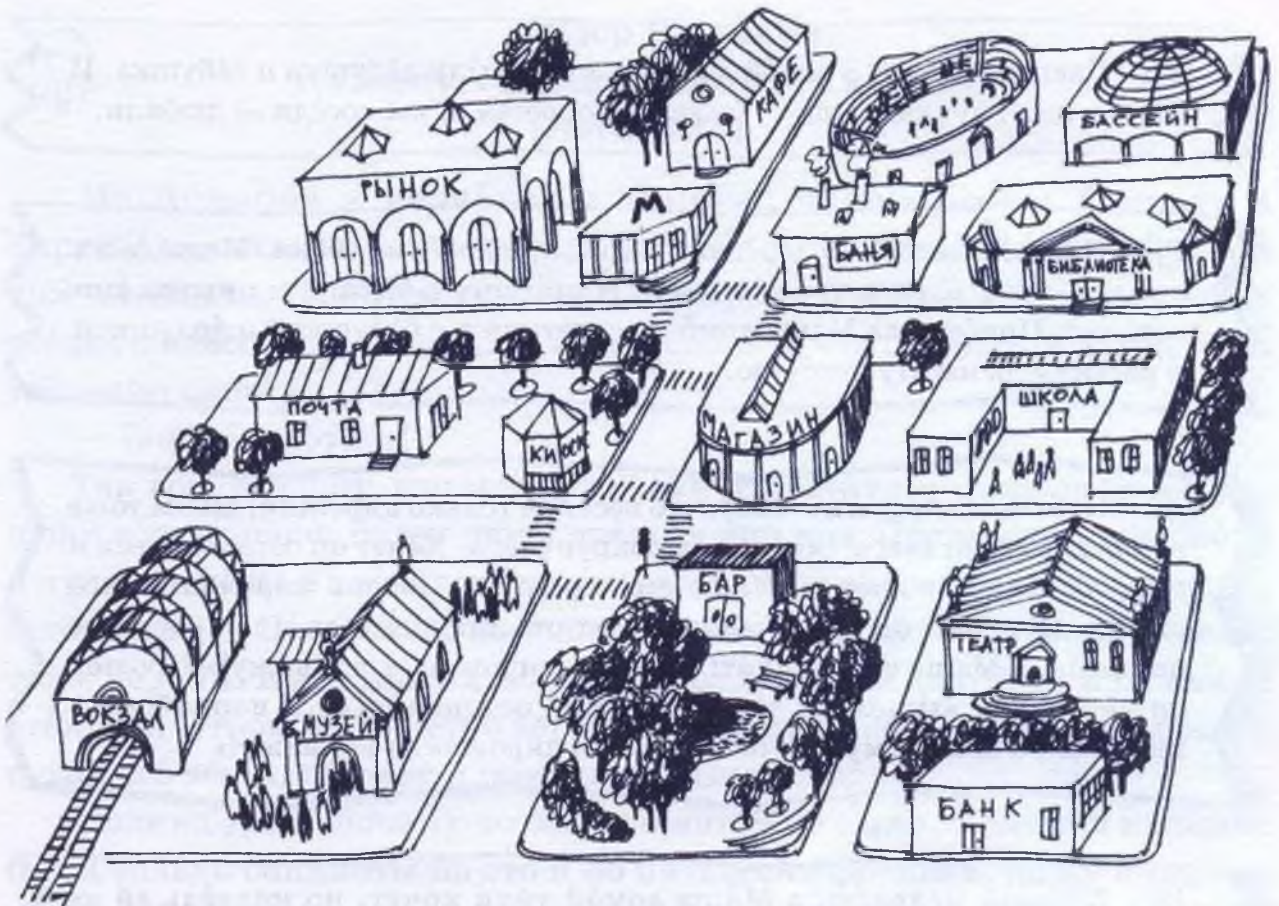 КАФЕ
БАССЕЙН
РЫНОК
М
БАНЯ
БИБЛИОТЕКА
ПОЧТА
КИОСК
МАГАЗИН
ШКОЛА
БАР
ТЕАТР
ВОКЗАЛ
МУЗЕЙ
БАНК